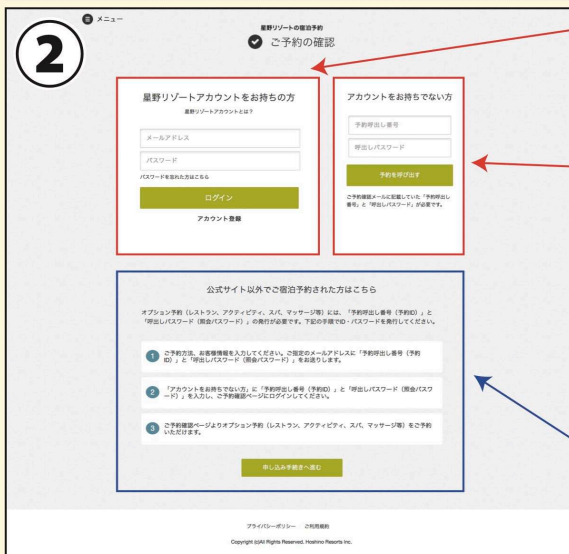 2
メニュー
星野リゾートの宿泊予約
ご予約の確認
星野リゾートアカウントをお持ちの方
星野リゾートアカウントとは？
メールアドレス
パスワード
パスワードを忘れた方はこちら
ログイン
アカウント登録
アカウントをお持ちでない方
予約呼出し番号
呼出しパスワード
予約を呼び出す
ご予約確認メールに記載していた「予約呼出し
番号」と「呼出しパスワード」が必要です。
公式サイト以外でご宿泊予約された方はこちら
オプション予約（レストラン、アクティビティ、スパ、マッサージ等）には、「予約呼出し番号（予約ID）」と
「呼出しパスワード（照会パスワード）」の発行が必要です。下記の手順でID・パスワードを発行してください。
1 ご予約方法、お客様情報を入力してください。ご指定のメールアドレスに「予約呼出し番号（予約
ID）」と「呼出しパスワード（照会パスワード）」をお送りします。
2 「アカウントをお持ちでない方」に「予約呼出し番号（予約ID）」と「呼出しパスワード（照会パスワ
ード）」を入力し、ご予約確認ページにログインしてください。
3 ご予約確認ページよりオプション予約（レストラン、アクティビティ、スパ、マッサージ等）をご予約
いただけます。
申し込み手続きへ進む
プライバシーポリシー ご利用規約
Copyright (c)All Rights Reserved, Hoshino Resorts Inc.